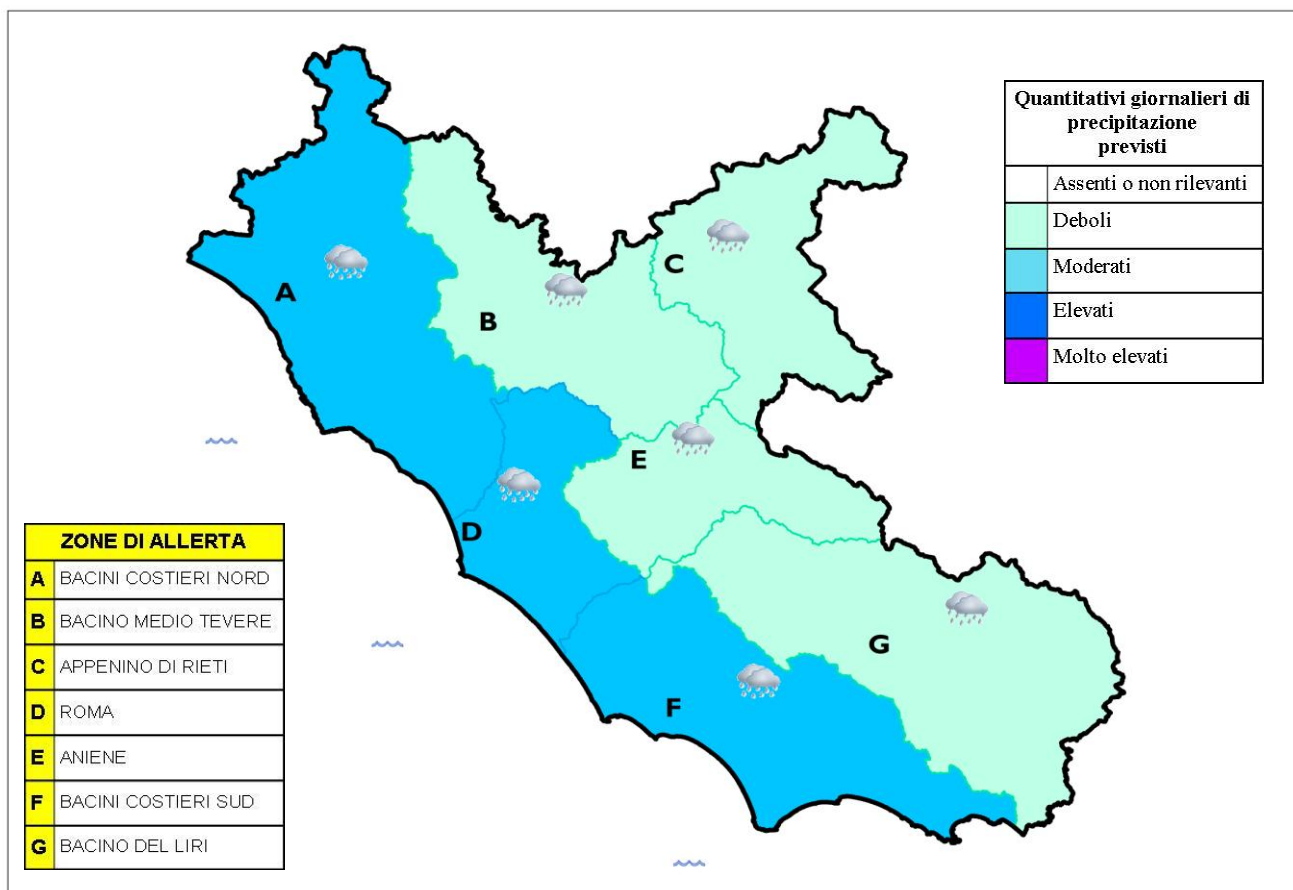 Quantitativi giornalieri di
precipitazione
previsti
Assenti o non rilevanti
Deboli
Moderati
Elevati
Molto elevati
A
B
C
D
E
F
G
ZONE DI ALLERTA
A BACINI COSTIERI NORD
B BACINO MEDIO TEVERE
C APPENINO DI RIETI
D ROMA
E ANIENE
F BACINI COSTIERI SUD
G BACINO DEL LIRI